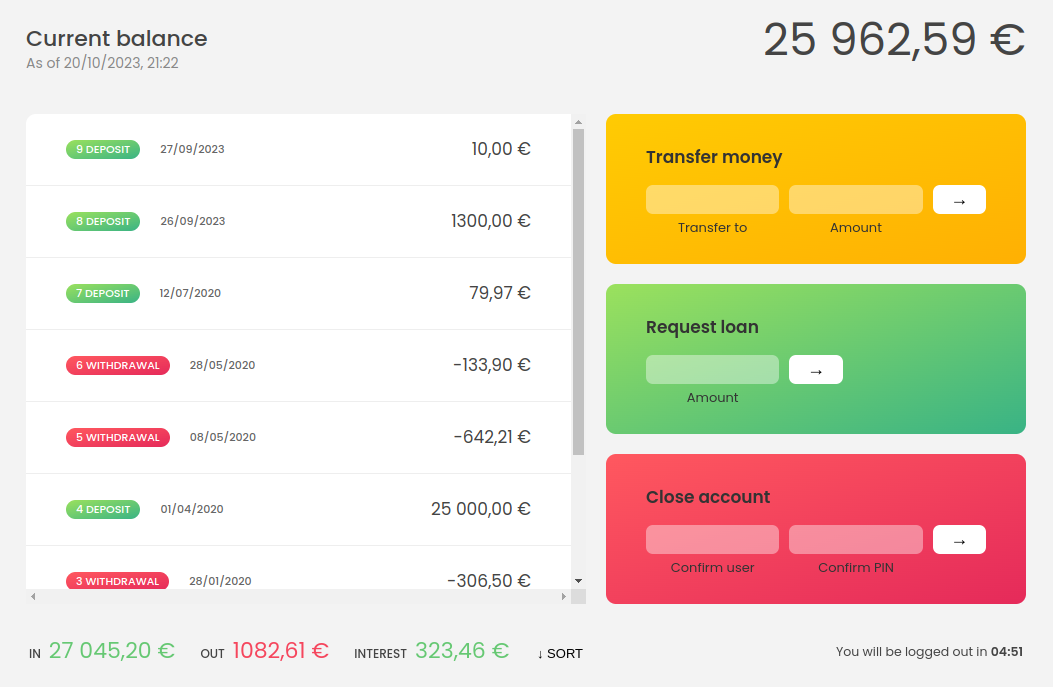 Current balance
As of 20/10/2023, 21:22
25 962,59 €
9 DEPOSIT 27/09/2023 10,00 €
8 DEPOSIT 26/09/2023 1300,00 €
7 DEPOSIT 12/07/2020 79,97 €
6 WITHDRAWAL 28/05/2020 -133,90 €
5 WITHDRAWAL 08/05/2020 -642,21 €
4 DEPOSIT 01/04/2020 25 000,00 €
3 WITHDRAWAL 28/01/2020 -306,50 €
Transfer money
→
Transfer to Amount
Request loan
→
Amount
Close account
→
Confirm user Confirm PIN
IN 27 045,20 € OUT 1082,61 € INTEREST 323,46 € ↓ SORT
You will be logged out in 04:51